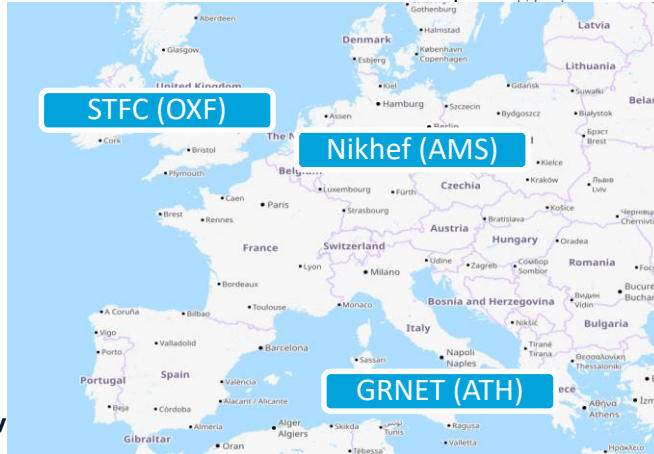 Gothenburg
Aberdeen
Halmstad
Latvia
Denmark
Glasgow
København
Copenhagen
Esbjerg
Lithuania
United Kingdom
Kiel
Gdańsk
Suwałki
STFC (OXF)
Hamburg
Szczecin
Bydgoszcz
Białystok
Assen
Cork
Bristol
Berlin
Брэст
Brest
Nikhef (AMS)
Plymouth
Kielce
Luxembourg
Fürth
Czechia
Kraków
Львів
Lviv
Caen
Paris
Košice
Brest
Rennes
Strasbourg
Bratislava
Austria
France
Switzerland
Hungary
Oradea
Lyon
Milano
Udine
Zagreb
Сомбор
Sombor
Romania
Bordeaux
Bosnia and Herzegovina
Видин
Vidin
A Coruña
Bilbao
Toulouse
Monaco
Italy
Nikšić
Bulgaria
Vigo
Valladolid
Barcelona
Tiranë
Tirana
Porto
Sassari
Napoli
Naples
Θεσσαλονίκη
Thessaloniki
Portugal
Spain
València
GRNET (ATH)
Beja
Córdoba
Alacant / Alicante
Αθήνα
Athens
Almería
Alger
Algiers
Skikda
تونس
Tunis
Ragusa
Gibraltar
Oran
Tébessa
Valletta
Ηράκλειο